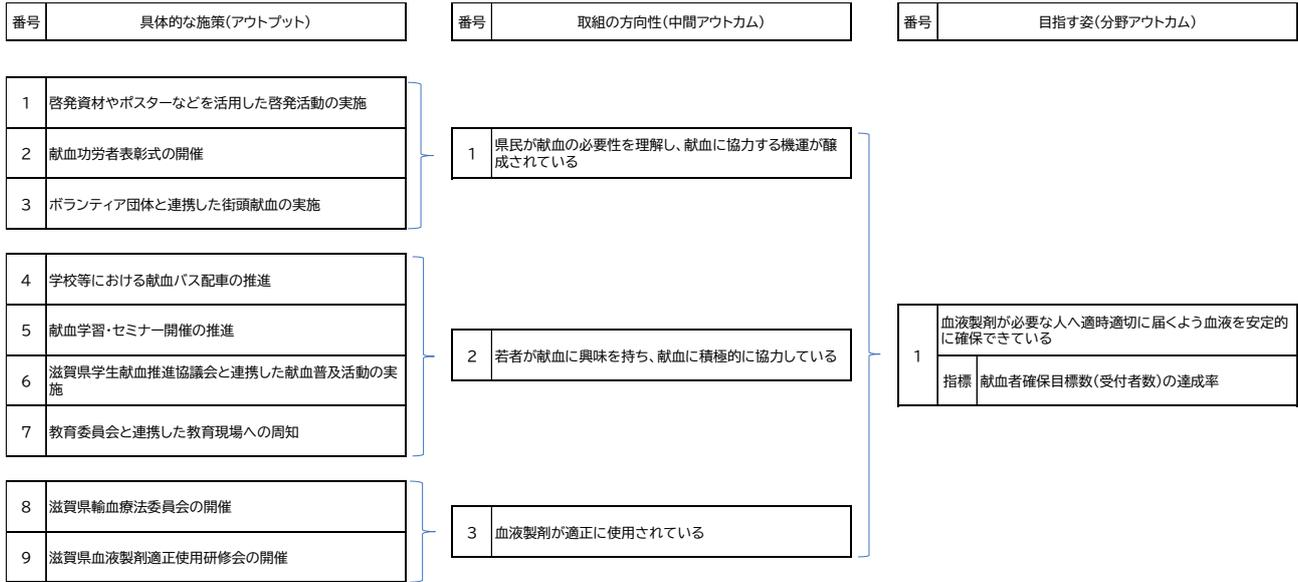 番号 具体的な施策(アウトプット)
番号 取組の方向性(中間アウトカム)
番号 目指す姿(分野アウトカム)
1 啓発資材やポスターなどを活用した啓発活動の実施
2 献血功労者表彰式の開催
3 ボランティア団体と連携した街頭献血の実施
4 学校等における献血バス配車の推進
5 献血学習・セミナー開催の推進
6 滋賀県学生献血推進協議会と連携した献血普及活動の実
施
7 教育委員会と連携した教育現場への周知
8 滋賀県輸血療法委員会の開催
9 滋賀県血液製剤適正使用研修会の開催
1 県民が献血の必要性を理解し、献血に協力する機運が醸
成されている
2 若者が献血に興味を持ち、献血に積極的に協力している
3 血液製剤が適正に使用されている
1 血液製剤が必要な人へ適時適切に届くよう血液を安定的
に確保できている
指標 献血者確保目標数(受付者数)の達成率